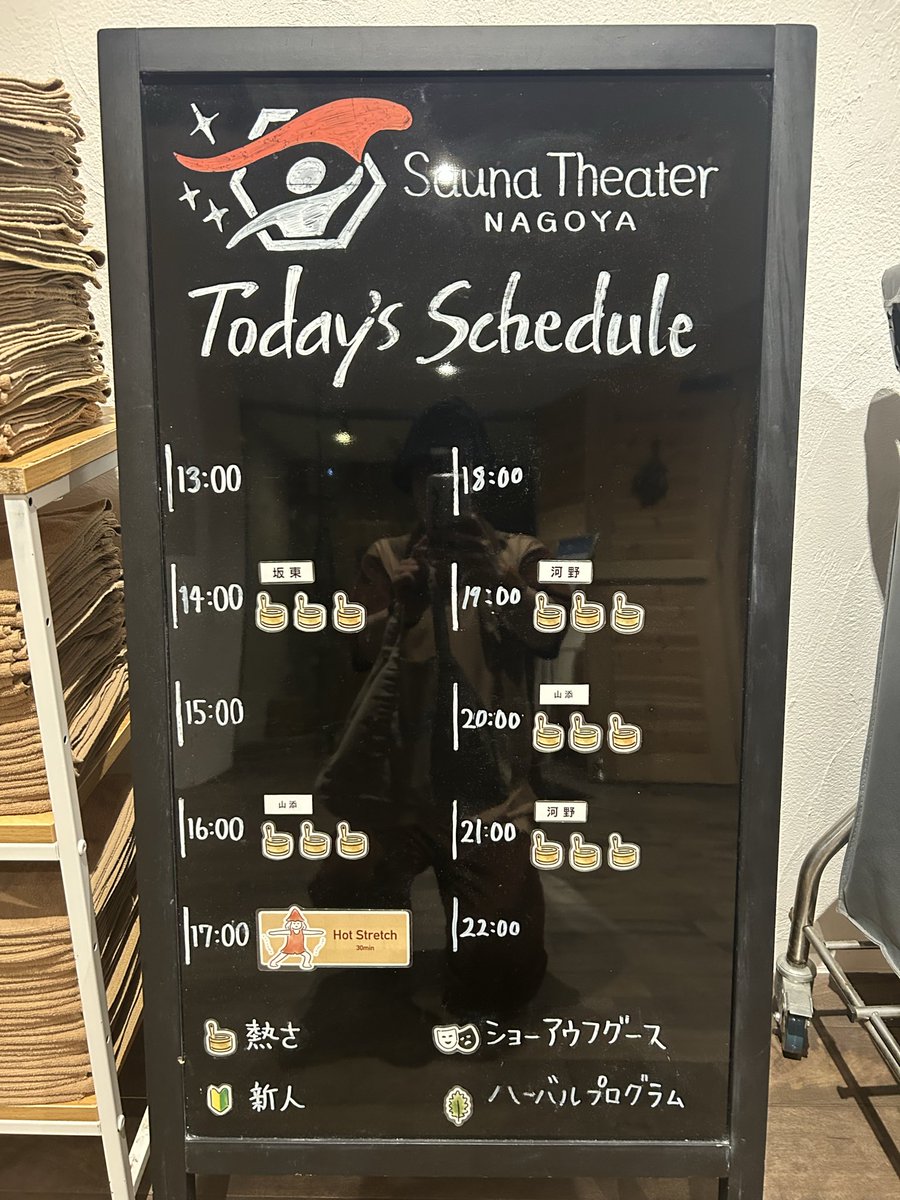 Sauna Theater
NAGOYA
Today's Schedule
13:00
坂東
14:00
15:00
山添
16:00
17:00
Hot Stretch
30min
18:00
河野
19:00
山添
20:00
河野
21:00
22:00
熱さ
ショーアウフグース
新人
ハーバルプログラム